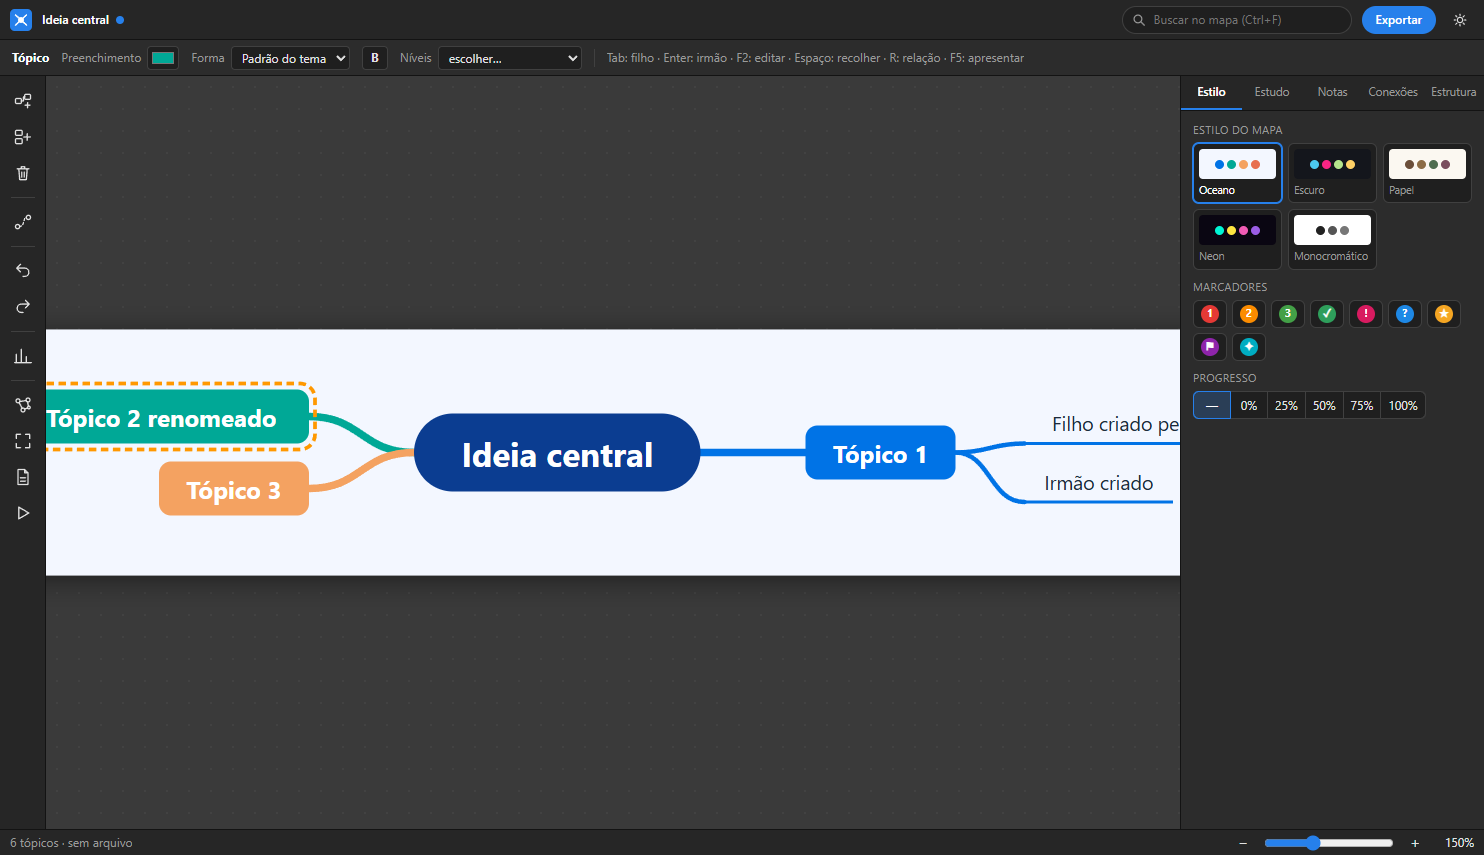 Ideia central
Buscar no mapa (Ctrl+F)
Exportar
Tópico
Preenchimento
Forma
Padrão do tema
B
Níveis
escolher...
Tab: filho · Enter: irmão · F2: editar · Espaço: recolher · R: relação · F5: apresentar
Estilo
Estudo
Notas
Conexões
Estrutura
ESTILO DO MAPA
Oceano
Escuro
Papel
Neon
Monocromático
MARCADORES
1
2
3
!
?
PROGRESSO
—
0%
25%
50%
75%
100%
Tópico 2 renomeado
Tópico 3
Ideia central
Tópico 1
Filho criado pe
Irmão criado
6 tópicos · sem arquivo
−
+
150%